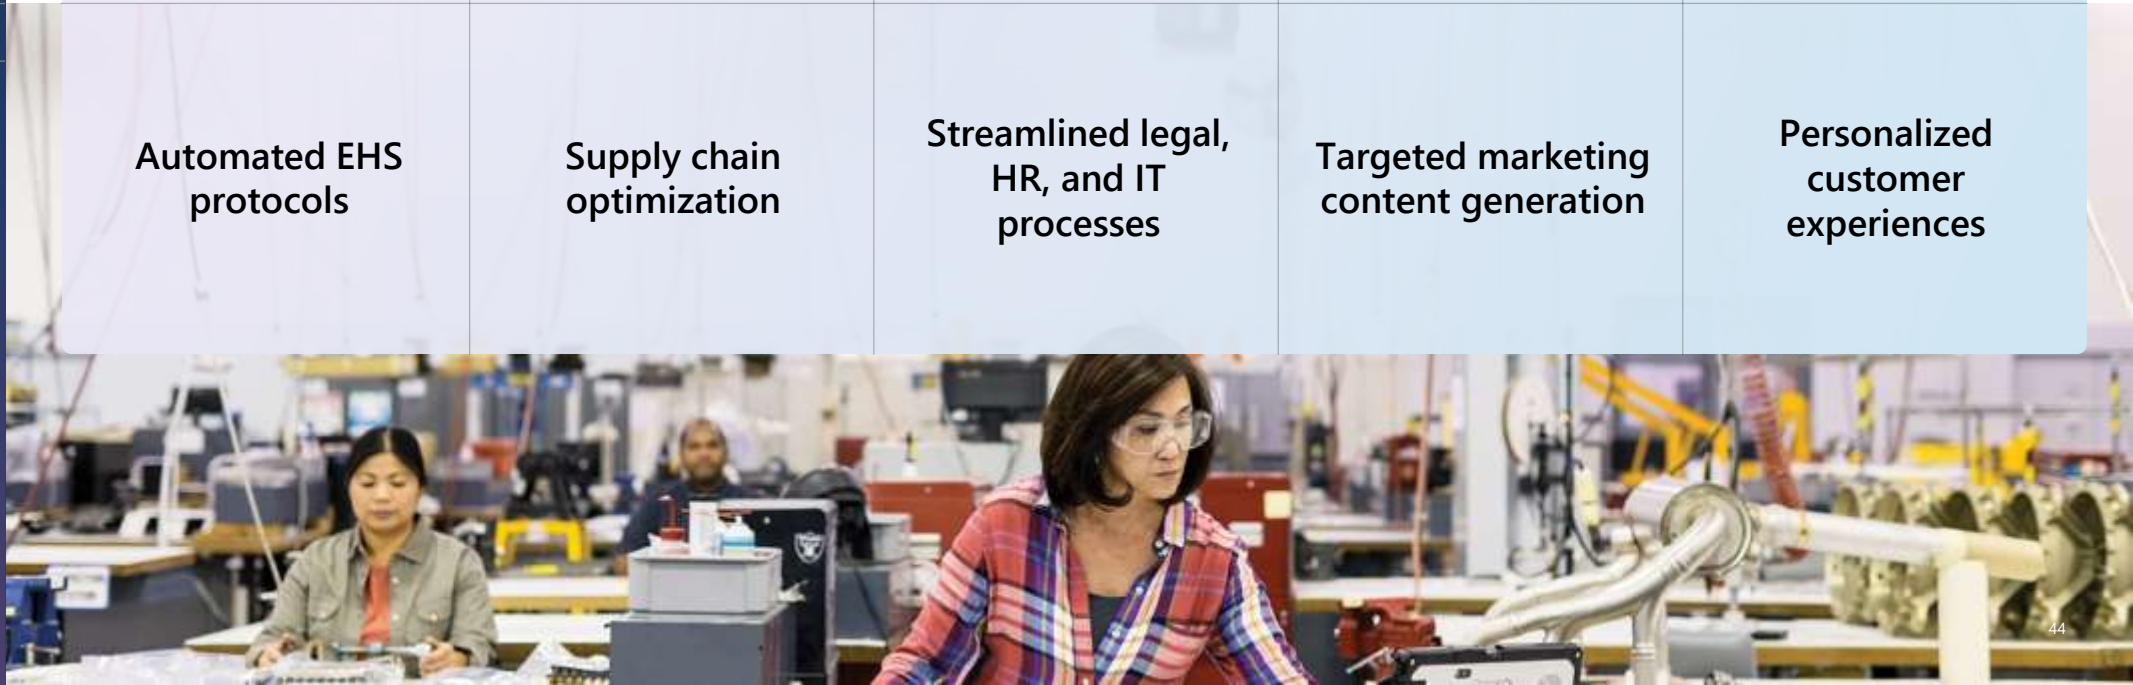 Automated EHS
protocols
Supply chain
optimization
Streamlined legal,
HR, and IT
processes
Targeted marketing
content generation
Personalized
customer
experiences
44